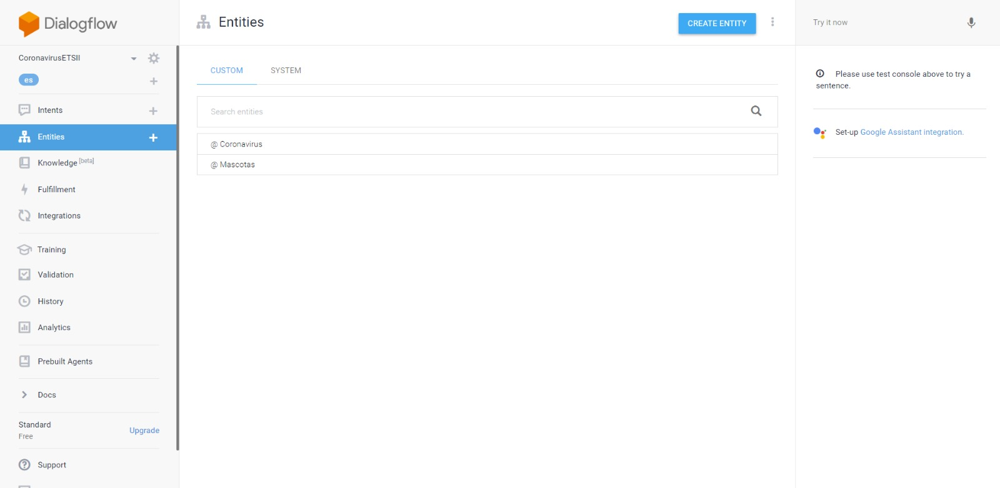 Dialogflow
CoronavirusETSII
es
Intents
Entities
Knowledge [beta]
Fulfillment
Integrations
Training
Validation
History
Analytics
Prebuilt Agents
Docs
Standard
Free
Upgrade
Support
Entities
CREATE ENTITY
CUSTOM
SYSTEM
Search entities
@ Coronavirus
@ Mascotas
Try it now
Please use test console above to try a
sentence.
Set-up Google Assistant integration.